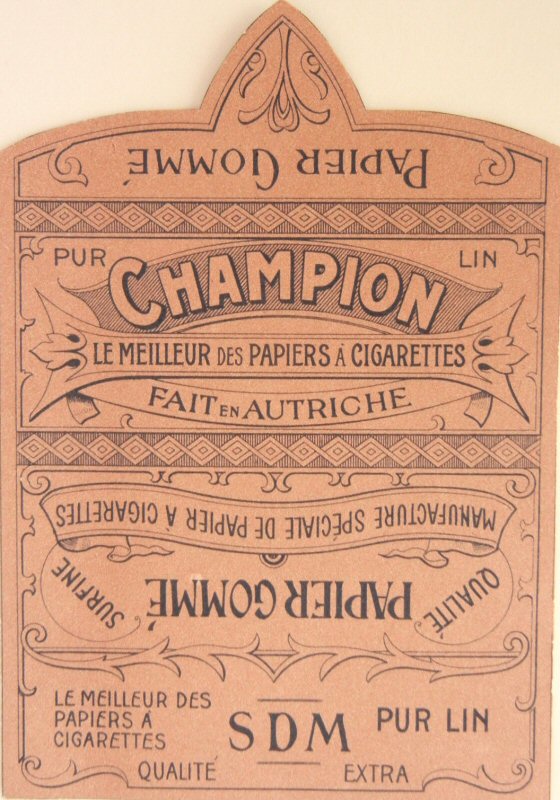 PAPIER GOMMÉ
PUR CHAMPION LIN
LE MEILLEUR DES PAPIERS À CIGARETTES
FAIT EN AUTRICHE
MANUFACTURE SPÉCIALE DE PAPIER A CIGARETTES
QUALITÉ PAPIER GOMMÉ SURFINE
LE MEILLEUR DES
PAPIERS À
CIGARETTES
SDM
PUR LIN
QUALITÉ EXTRA